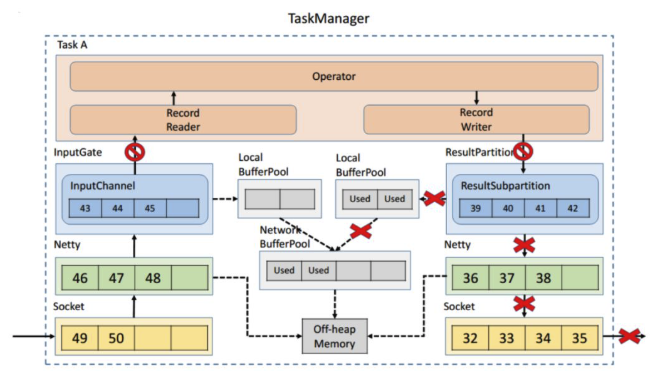 TaskManager
Task A
Operator
Record
Reader
Record
Writer
InputGate
ResultPartition
Local
BufferPool
Local
BufferPool
InputChannel
43 44 45
Used Used
ResultSubpartition
39 40 41 42
Network
BufferPool
Netty
46 47 48
Used Used
Netty
36 37 38
Socket
49 50
Off-heap
Memory
Socket
32 33 34 35